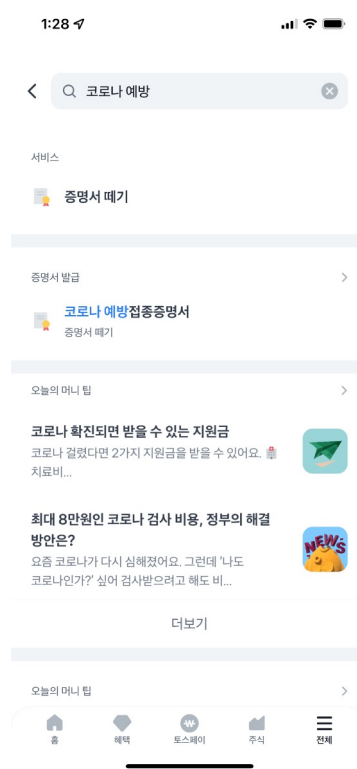 1:28
코로나 예방
서비스
증명서 떼기
증명서 발급
코로나 예방접종증명서
증명서 떼기
오늘의 머니 팁
코로나 확진되면 받을 수 있는 지원금
코로나 걸렸다면 2가지 지원금을 받을 수 있어요. 🏥
치료비...
최대 8만원인 코로나 검사 비용, 정부의 해결
방안은?
요즘 코로나가 다시 심해졌어요. 그런데 '나도
코로나인가?' 싶어 검사받으려고 해도 비...
NEWS
더보기
오늘의 머니 팁
홈
혜택
토스페이
주식
전체